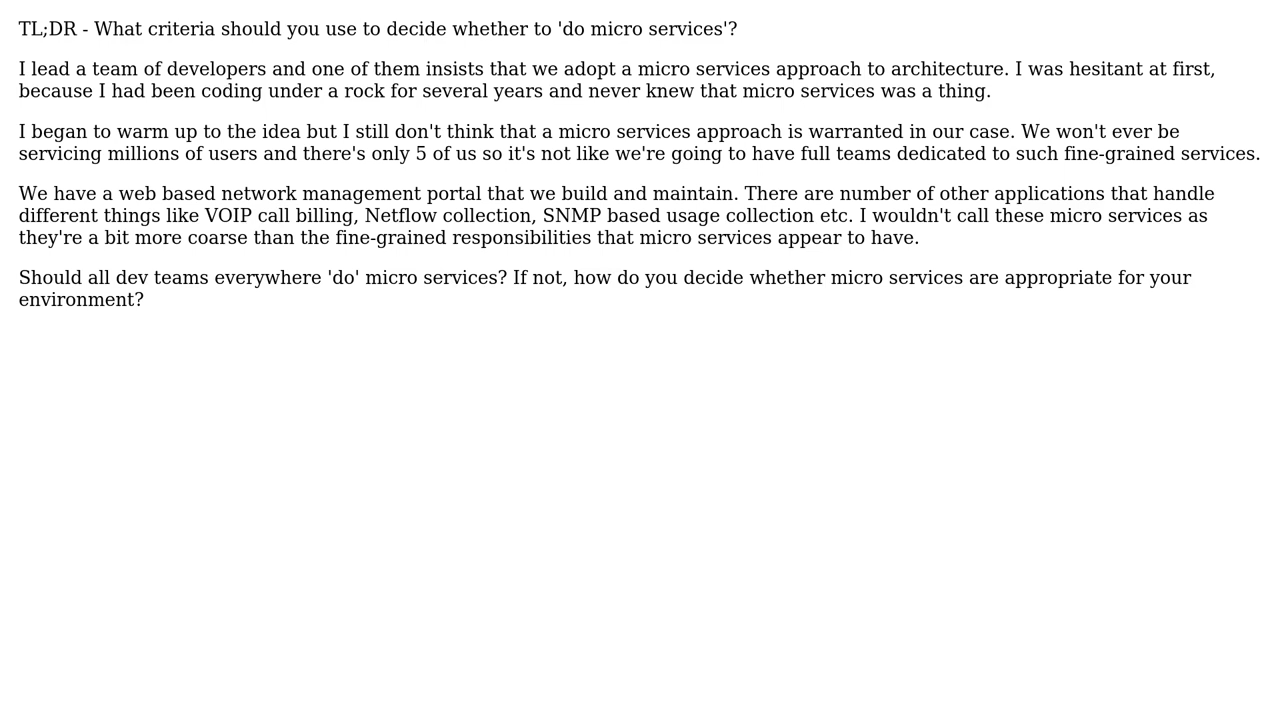 TL;DR - What criteria should you use to decide whether to 'do micro services'?
I lead a team of developers and one of them insists that we adopt a micro services approach to architecture. I was hesitant at first,
because I had been coding under a rock for several years and never knew that micro services was a thing.
I began to warm up to the idea but I still don't think that a micro services approach is warranted in our case. We won't ever be
servicing millions of users and there's only 5 of us so it's not like we're going to have full teams dedicated to such fine-grained services.
We have a web based network management portal that we build and maintain. There are number of other applications that handle
different things like VOIP call billing, Netflow collection, SNMP based usage collection etc. I wouldn't call these micro services as
they're a bit more coarse than the fine-grained responsibilities that micro services appear to have.
Should all dev teams everywhere 'do' micro services? If not, how do you decide whether micro services are appropriate for your
environment?